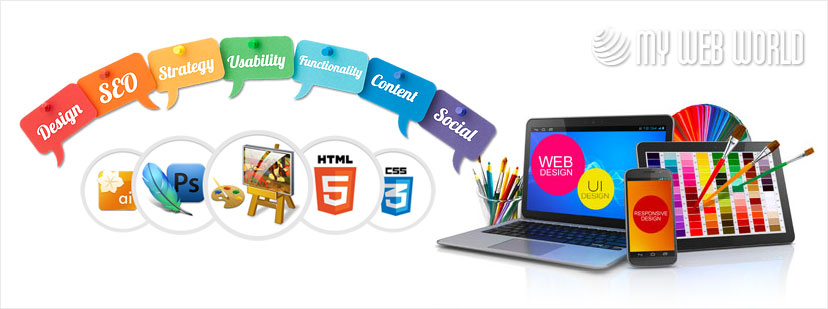 MY WEB WORLD
Design
SEO
Strategy
Usability
Functionality
Content
Social
ai
Ps
HTML
5
CSS
3
WEB
DESIGN
UI
DESIGN
RESPONSIVE
DESIGN